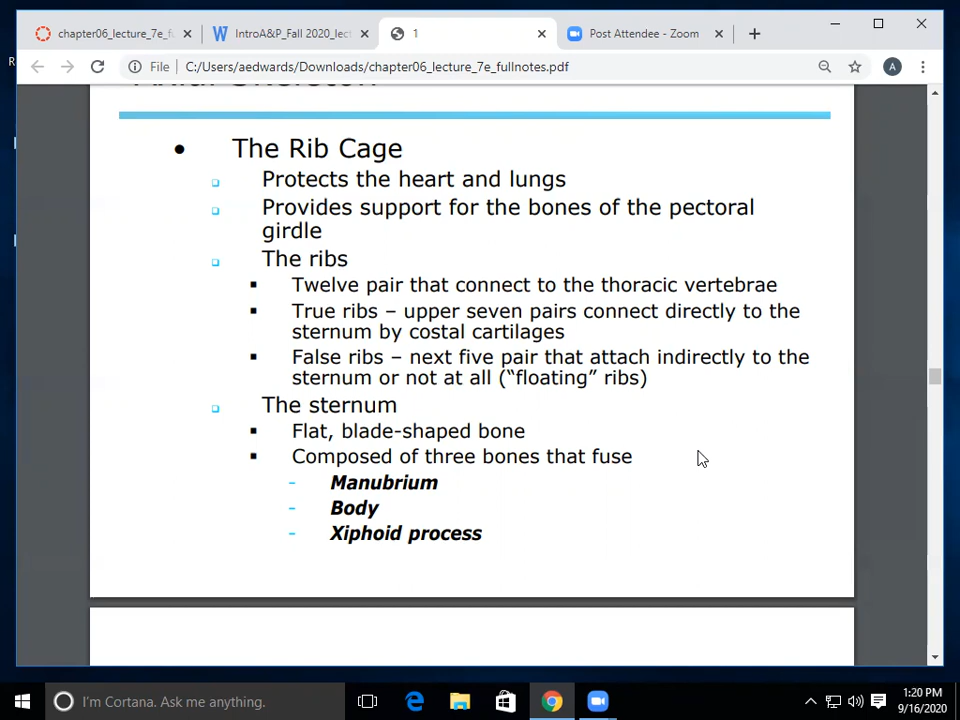 chapter06_lecture_7e_f
IntroA&P_Fall 2020_lect
1
Post Attendee - Zoom
File
C:/Users/aedwards/Downloads/chapter06_lecture_7e_fullnotes.pdf
A
Axial Skeleton
The Rib Cage
Protects the heart and lungs
Provides support for the bones of the pectoral
girdle
The ribs
Twelve pair that connect to the thoracic vertebrae
True ribs – upper seven pairs connect directly to the
sternum by costal cartilages
False ribs – next five pair that attach indirectly to the
sternum or not at all (“floating” ribs)
The sternum
Flat, blade-shaped bone
Composed of three bones that fuse
- Manubrium
- Body
- Xiphoid process
I'm Cortana. Ask me anything.
1:20 PM
9/16/2020